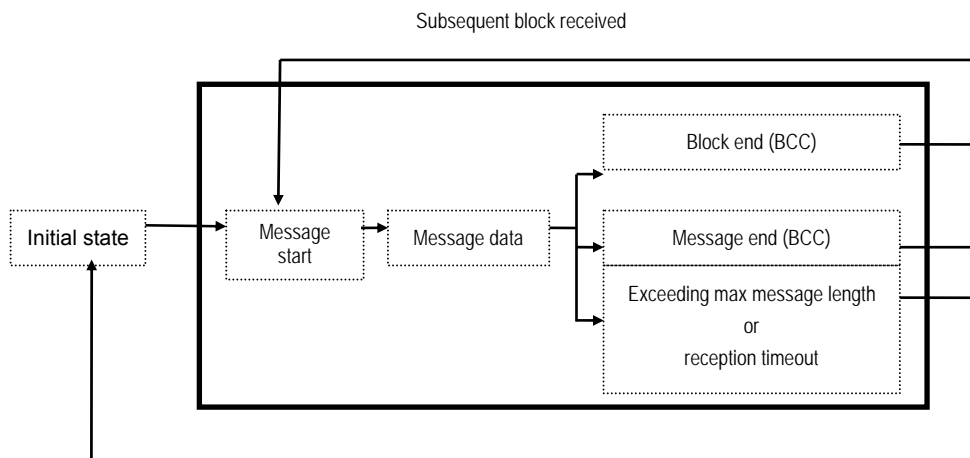 Subsequent block received
Block end (BCC)
Initial state
Message
start
Message data
Message end (BCC)
Exceeding max message length
or
reception timeout